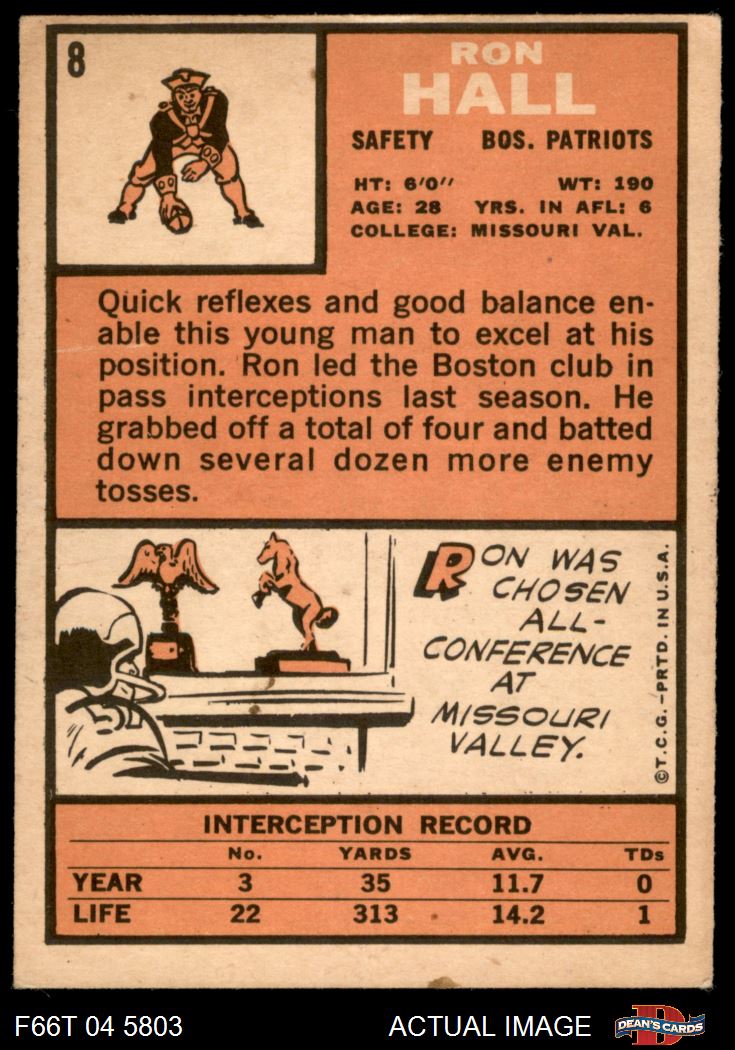 8
RON
HALL
SAFETY BOS. PATRIOTS
HT: 6'0" WT: 190
AGE: 28 YRS. IN AFL: 6
COLLEGE: MISSOURI VAL.
Quick reflexes and good balance en-
able this young man to excel at his
position. Ron led the Boston club in
pass interceptions last season. He
grabbed off a total of four and batted
down several dozen more enemy
tosses.
RON WAS
CHOSEN
ALL-
CONFERENCE
AT
MISSOURI
VALLEY.
©T.C.G.-PRTD. IN U.S.A.
INTERCEPTION RECORD
No. YARDS AVG. TDs
YEAR 3 35 11.7 0
LIFE 22 313 14.2 1
F66T 04 5803 ACTUAL IMAGE DEAN'S CARDS